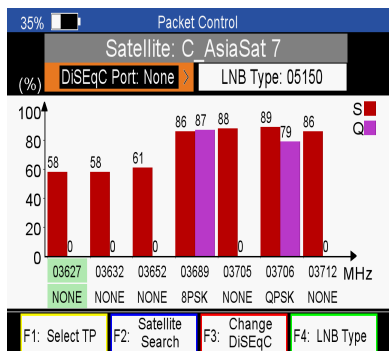 35% Packet Control
Satellite: C_AsiaSat 7
DiSEqC Port: None > LNB Type: 05150
(%)
100 80 60 40 20 0
S
Q
58 58 0 61 0 86 87 88 0 89 79 86 0
0
03627 03632 03652 03689 03705 03706 03712 MHz
NONE NONE NONE 8PSK NONE QPSK NONE
F1: Select TP F2: Satellite Search F3: Change DiSEqC F4: LNB Type